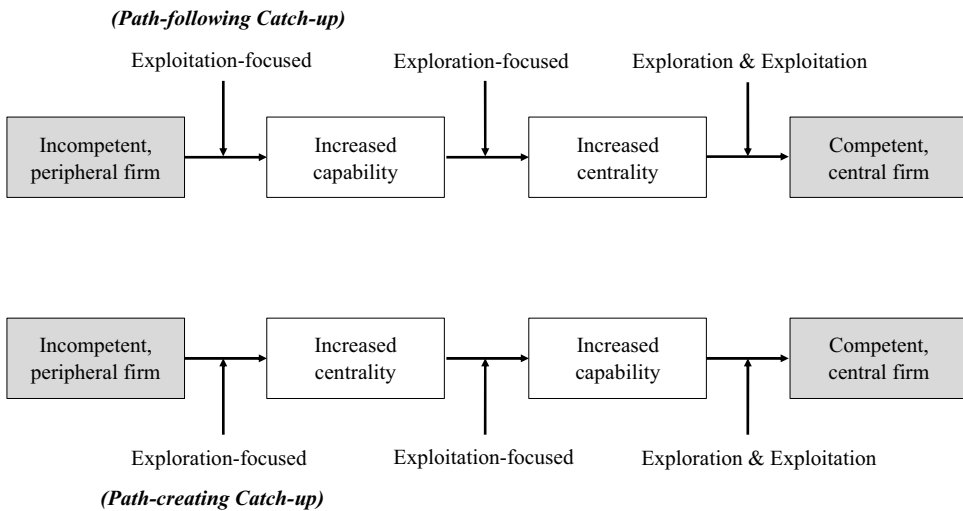 (Path-following Catch-up)
Exploitation-focused
Exploration-focused
Exploration & Exploitation
Incompetent,
peripheral firm
Increased
capability
Increased
centrality
Competent,
central firm
Incompetent,
peripheral firm
Increased
centrality
Increased
capability
Competent,
central firm
Exploration-focused
Exploitation-focused
Exploration & Exploitation
(Path-creating Catch-up)